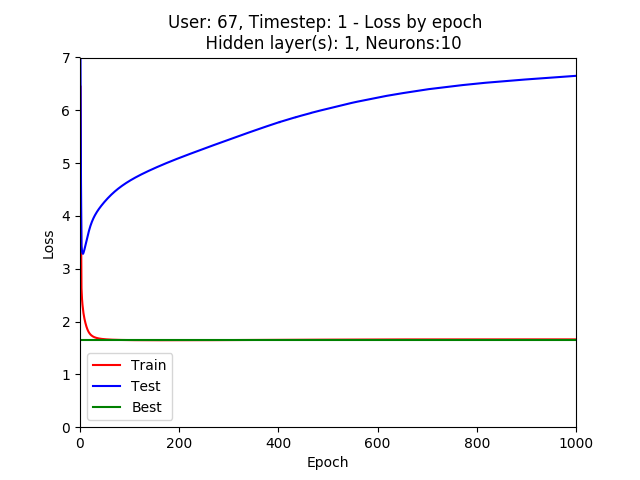 User: 67, Timestep: 1 - Loss by epoch
Hidden layer(s): 1, Neurons:10
7
6
5
4
3
2
1
0
Loss
Train
Test
Best
0 200 400 600 800 1000
Epoch